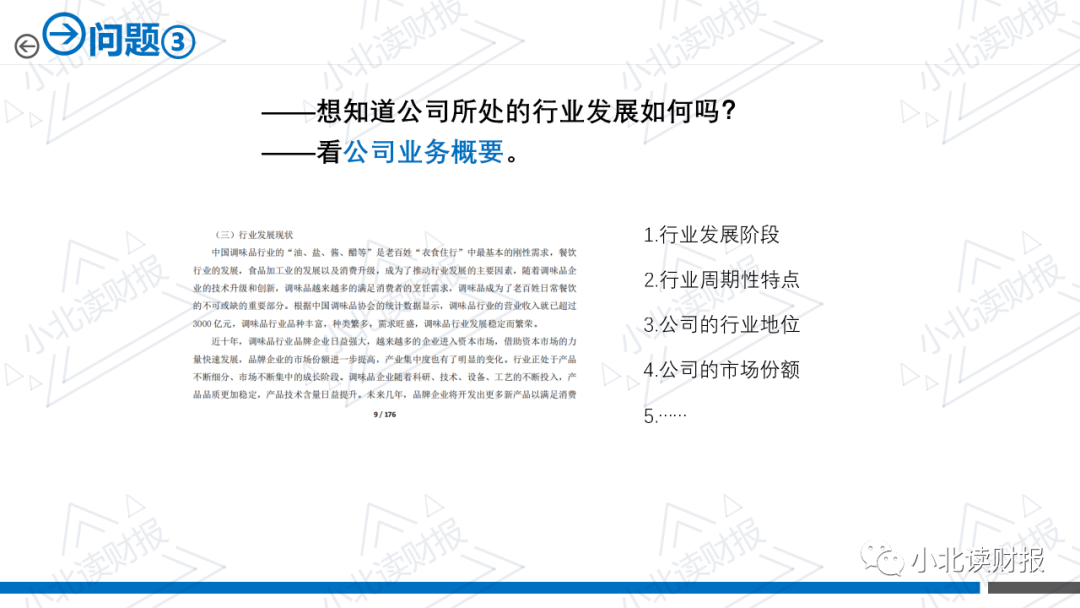 问题③
——想知道公司所处的行业发展如何吗？
——看公司业务概要。
（三）行业发展现状
中国调味品行业的“油、盐、酱、醋等”是老百姓“衣食住行”中最基本的刚性需求，餐饮
行业的发展，食品加工业的发展以及消费升级，成为了推动行业发展的主要因素，随着调味品企
业的技术升级和创新，调味品越来越多的满足消费者的烹饪需求，调味品成为了老百姓日常餐饮
的不可或缺的重要部分。根据中国调味品协会的统计数据显示，调味品行业的营业收入就已超过
3000 亿元，调味品行业品种丰富，种类繁多，需求旺盛，调味品行业发展稳定而繁荣。
近十年，调味品行业品牌企业日益强大，越来越多的企业进入资本市场，借助资本市场的力
量快速发展，品牌企业的市场份额进一步提高，产业集中度也有了明显的变化。行业正处于产品
不断细分、市场不断集中的成长阶段。调味品企业随着科研、技术、设备、工艺的不断投入，产
品品质更加稳定，产品技术含量日益提升。未来几年，品牌企业将开发出更多新产品以满足消费
9 / 176
1.行业发展阶段
2.行业周期性特点
3.公司的行业地位
4.公司的市场份额
5.……
小北读财报